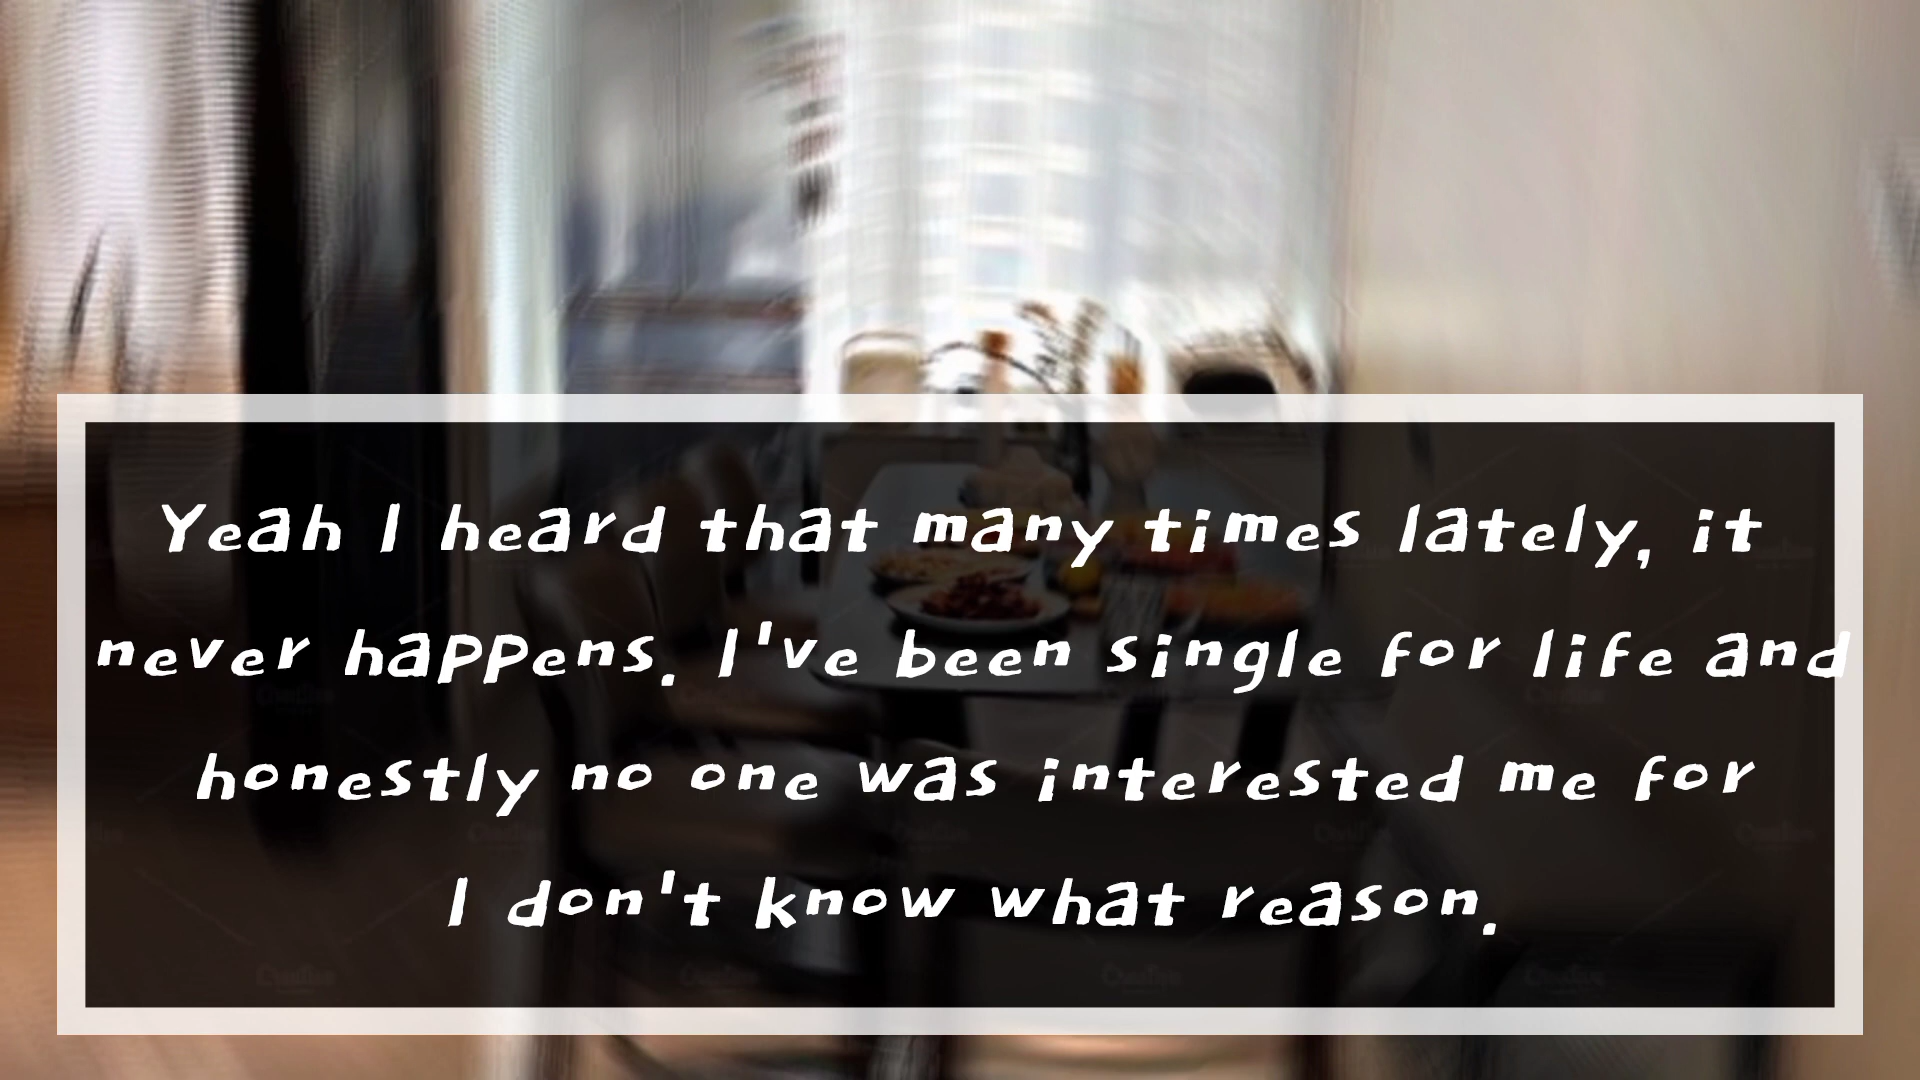 Yeah I heard that many times lately, it
never happens. I've been single for life and
honestly no one was interested me for
I don't know what reason.